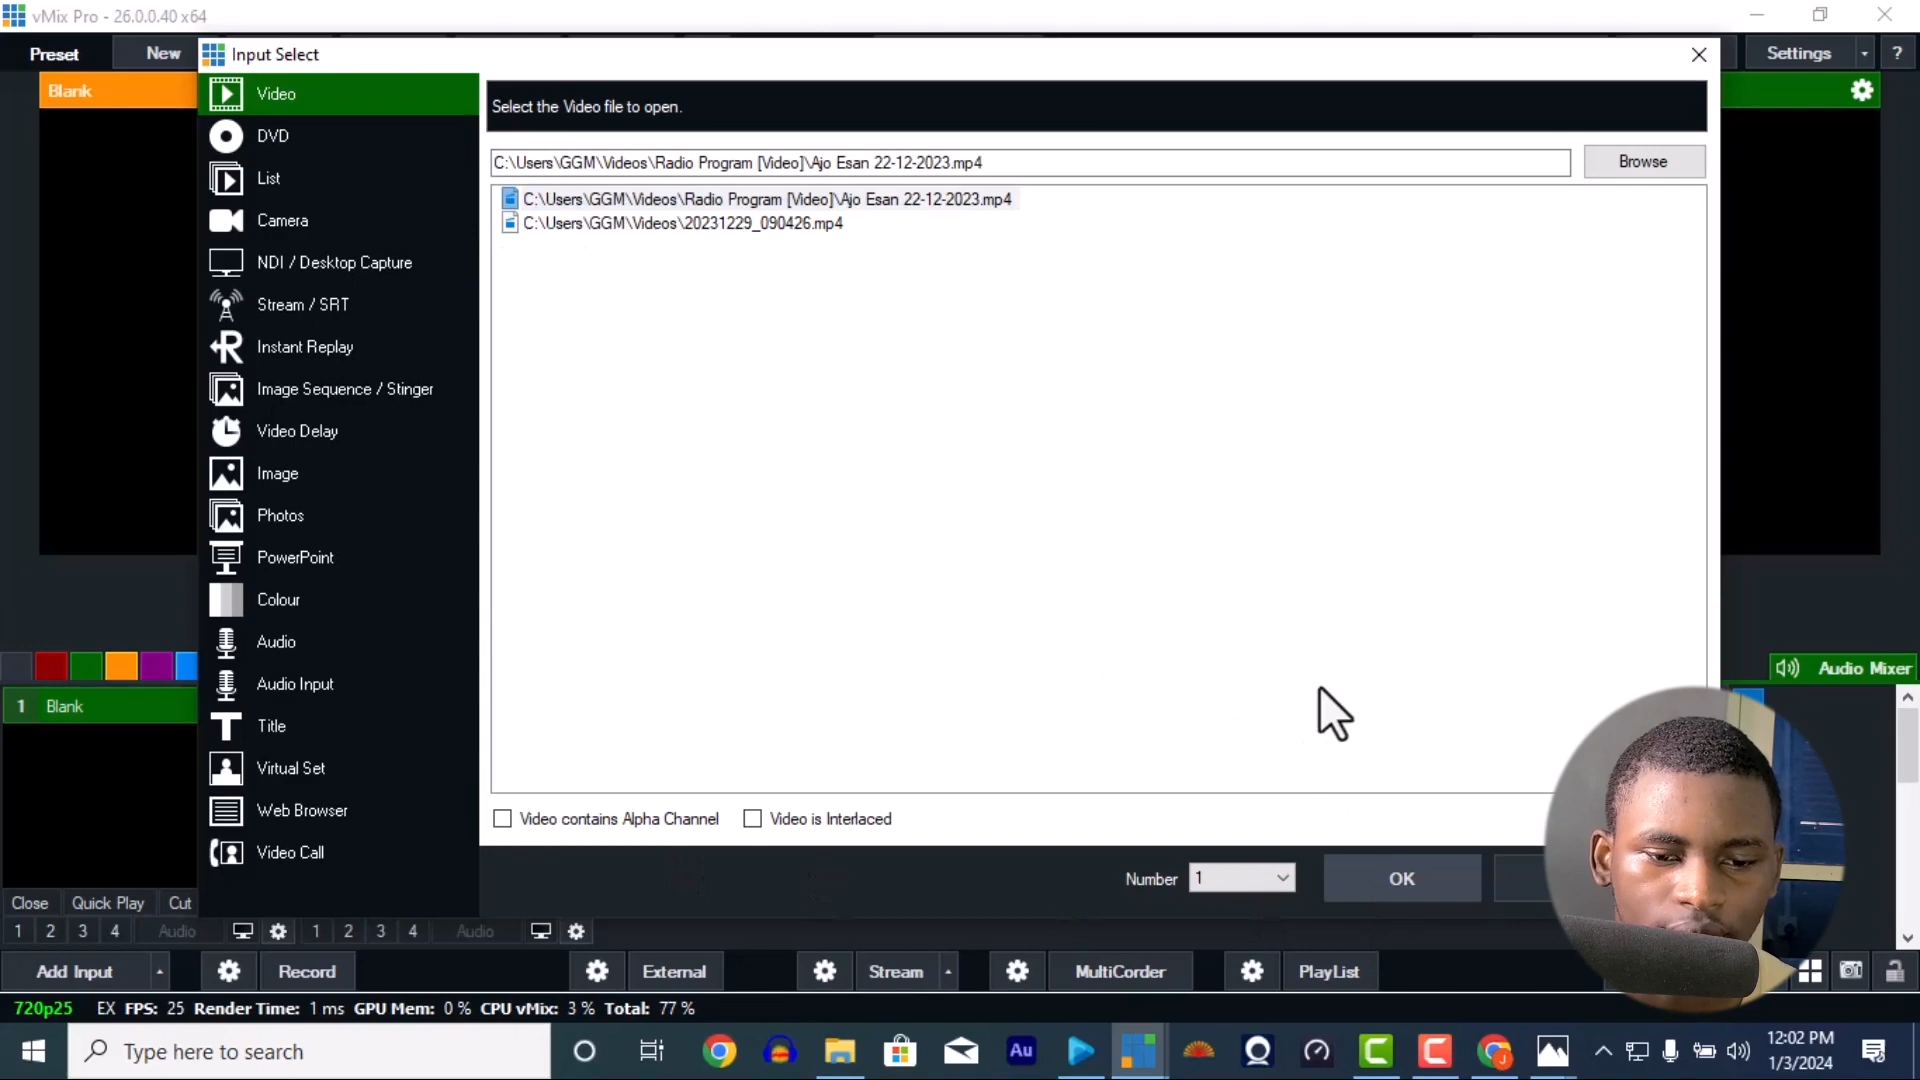 vMix Pro - 26.0.0.40 x64
Preset
New
Input Select
Settings
?
Blank
Video
DVD
List
Camera
NDI / Desktop Capture
Stream / SRT
Instant Replay
Image Sequence / Stinger
Video Delay
Image
Photos
PowerPoint
Colour
Audio
Audio Input
Title
Virtual Set
Web Browser
Video Call
Select the Video file to open.
C:\Users\GGM\Videos\Radio Program [Video]\Ajo Esan 22-12-2023.mp4
Browse
C:\Users\GGM\Videos\Radio Program [Video]\Ajo Esan 22-12-2023.mp4
C:\Users\GGM\Videos\20231229_090426.mp4
Video contains Alpha Channel
Video is Interlaced
Number
1
OK
Audio Mixer
1 Blank
Close Quick Play Cut
1 2 3 4 Audio
1 2 3 4 Audio
Add Input
Record
External
Stream
MultiCorder
PlayList
720p25 EX FPS: 25 Render Time: 1 ms GPU Mem: 0 % CPU vMix: 3 % Total: 77 %
Type here to search
Au
12:02 PM
1/3/2024